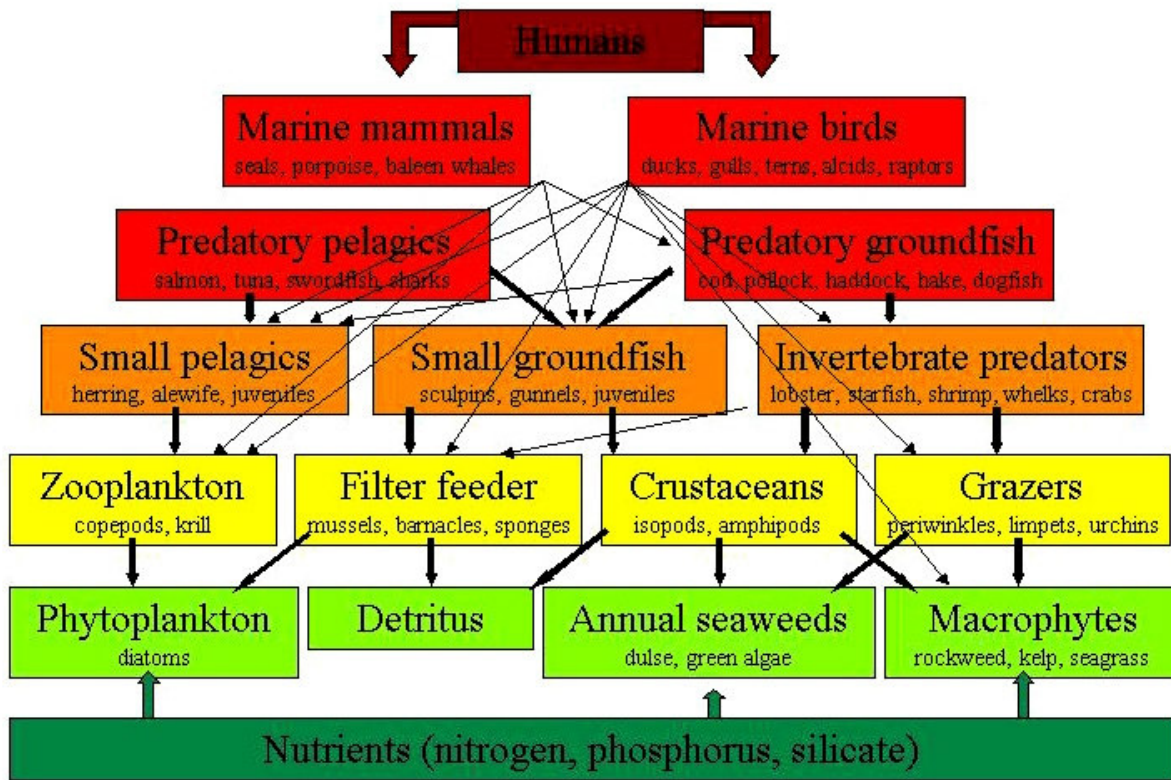 Humans
Marine mammals
seals, porpoise, baleen whales
Marine birds
ducks, gulls, terns, alcids, raptors
Predatory pelagics
salmon, tuna, swordfish, sharks
Predatory groundfish
cod, pollock, haddock, hake, dogfish
Small pelagics
herring, alewife, juveniles
Small groundfish
sculpins, gunnels, juveniles
Invertebrate predators
lobster, starfish, shrimp, whelks, crabs
Zooplankton
copepods, krill
Filter feeder
mussels, barnacles, sponges
Crustaceans
isopods, amphipods
Grazers
periwinkles, limpets, urchins
Phytoplankton
diatoms
Detritus
Annual seaweeds
dulse, green algae
Macrophytes
rockweed, kelp, seagrass
Nutrients (nitrogen, phosphorus, silicate)